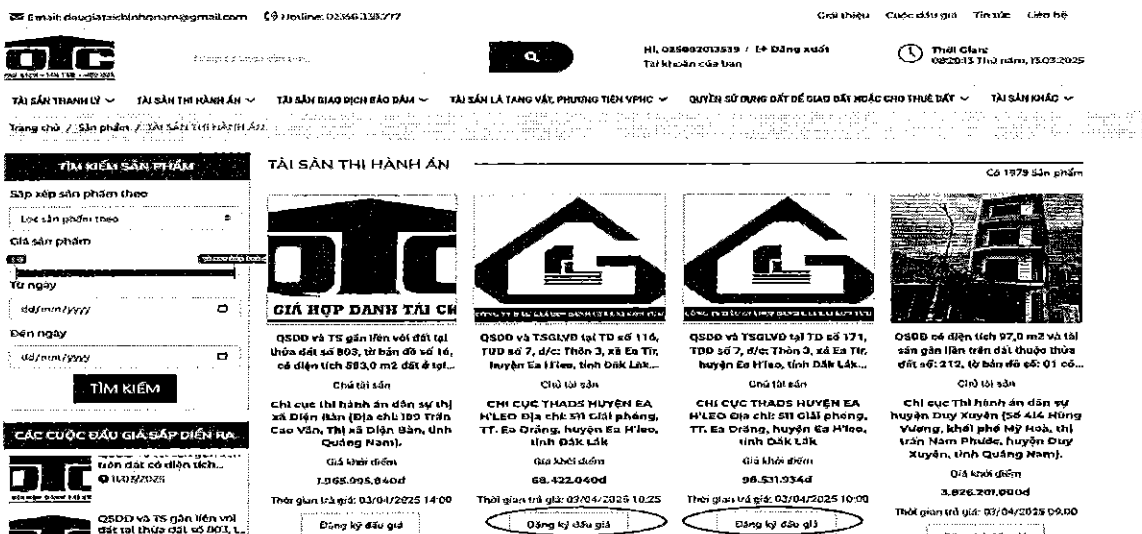 Email: daugiataichinhqnam@gmail.com
Hotline: 02356.338.777
Giới thiệu Cuộc đấu giá Tin tức Liên hệ
OTC
Hi, 025092013539 / Đăng xuất
Tài khoản của bạn
Thời Gian:
08:20:13 Thứ năm, 13.03.2025
TÀI SẢN THANH LÝ TÀI SẢN THI HÀNH ÁN TÀI SẢN GIAO DỊCH BẢO ĐẢM TÀI SẢN LÀ TANG VẬT, PHƯƠNG TIỆN VPHC QUYỀN SỬ DỤNG ĐẤT ĐỂ GIAO ĐẤT HOẶC CHO THUÊ ĐẤT TÀI SẢN KHÁC
Trang chủ / Sản phẩm / TÀI SẢN THI HÀNH ÁN
TÌM KIẾM SẢN PHẨM
Sắp xếp sản phẩm theo
Lọc sản phẩm theo
Giá sản phẩm
Từ ngày
dd/mm/yyyy
Đến ngày
dd/mm/yyyy
TÌM KIẾM
CÁC CUỘC ĐẤU GIÁ SẮP DIỄN RA
trên đất có diện tích...
11/03/2025
QSDĐ và TS gắn liền với
đất tại thửa đất số 803, t...
TÀI SẢN THI HÀNH ÁN
Có 1979 Sản phẩm
GIÁ HỢP DANH TÀI CH
QSDĐ và TS gắn liền với đất tại
thửa đất số 803, tờ bản đồ số 16,
có diện tích 583,0 m2 đất ở tại...
Chủ tài sản
Chi cục thi hành án dân sự thị
xã Điện Bàn (Địa chỉ: 189 Trần
Cao Vân, Thị xã Điện Bàn, tỉnh
Quảng Nam).
Giá khởi điểm
1.965.995.840đ
Thời gian trả giá: 03/04/2025 14:00
Đăng ký đấu giá
QSDĐ và TSGLVĐ tại TĐ số 116,
TBĐ số 7, đ/c: Thôn 3, xã Ea Tir,
huyện Ea H'leo, tỉnh Đắk Lắk...
Chủ tài sản
CHI CỤC THADS HUYỆN EA
H'LEO Địa chỉ: 511 Giải phóng,
TT. Ea Drăng, huyện Ea H'leo,
tỉnh Đắk Lắk
Giá khởi điểm
68.422.040đ
Thời gian trả giá: 03/04/2025 10:25
Đăng ký đấu giá
QSDĐ và TSGLVĐ tại TĐ số 171,
TBĐ số 7, đ/c: Thôn 3, xã Ea Tir,
huyện Ea H'leo, tỉnh Đắk Lắk...
Chủ tài sản
CHI CỤC THADS HUYỆN EA
H'LEO Địa chỉ: 511 Giải phóng,
TT. Ea Drăng, huyện Ea H'leo,
tỉnh Đắk Lắk
Giá khởi điểm
98.531.934đ
Thời gian trả giá: 03/04/2025 10:00
Đăng ký đấu giá
QSDĐ có diện tích 97,0 m2 và tài
sản gắn liền trên đất thuộc thửa
đất số: 212, tờ bản đồ số: 01 có...
Chủ tài sản
Chi cục Thi hành án dân sự
huyện Duy Xuyên (Số 414 Hùng
Vương, khối phố Mỹ Hoà, thị
trấn Nam Phước, huyện Duy
Xuyên, tỉnh Quảng Nam).
Giá khởi điểm
3.826.201.000đ
Thời gian trả giá: 03/04/2025 09:00